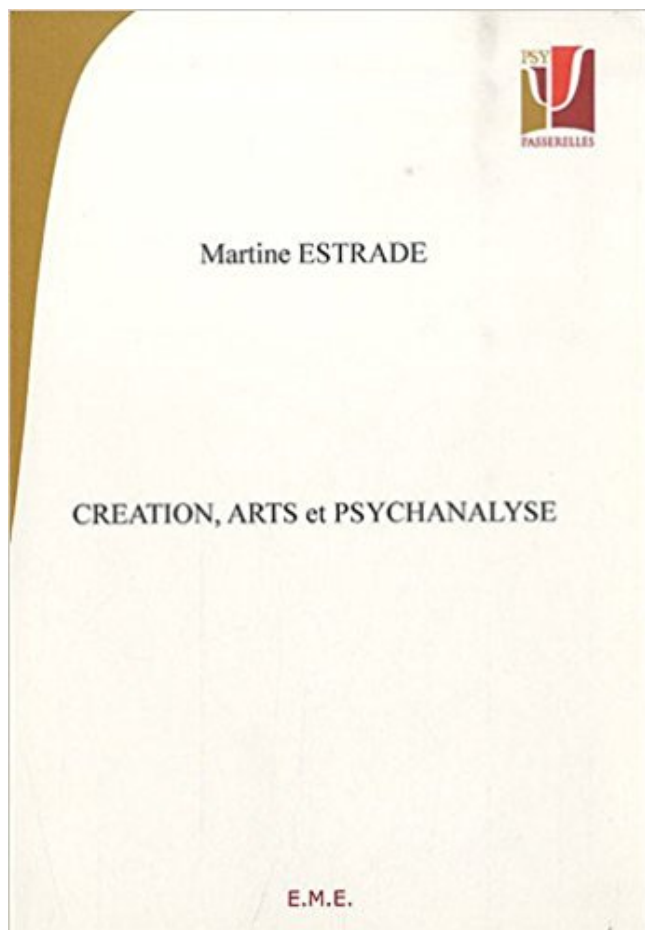 PSY
PASSERELLES
Martine ESTRADE
CREATION, ARTS et PSYCHANALYSE
E.M.E.